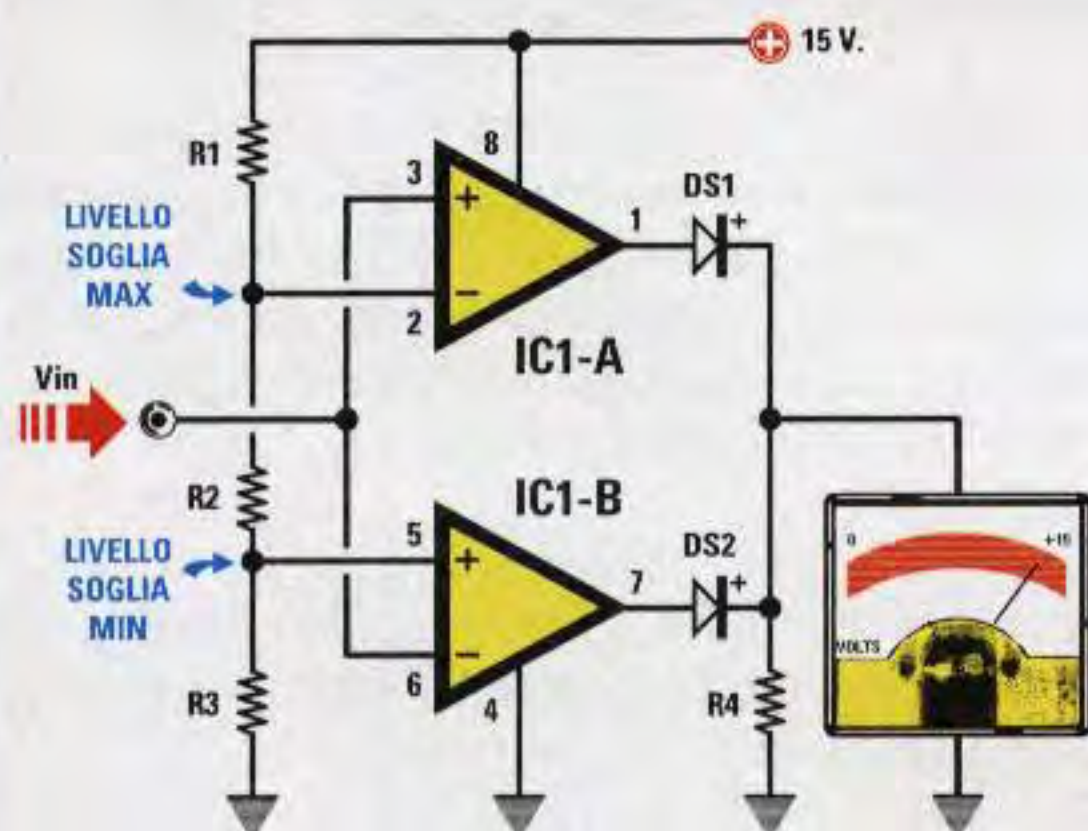 15 V.
R1
8
3
+
DS1
LIVELLO
SOGLIA
MAX
1
+
–
2
IC1-A
Vin
R2
IC1-B
LIVELLO
SOGLIA
MIN
5
+
DS2
7
+
0
+15
VOLTS
–
6
4
R3
R4